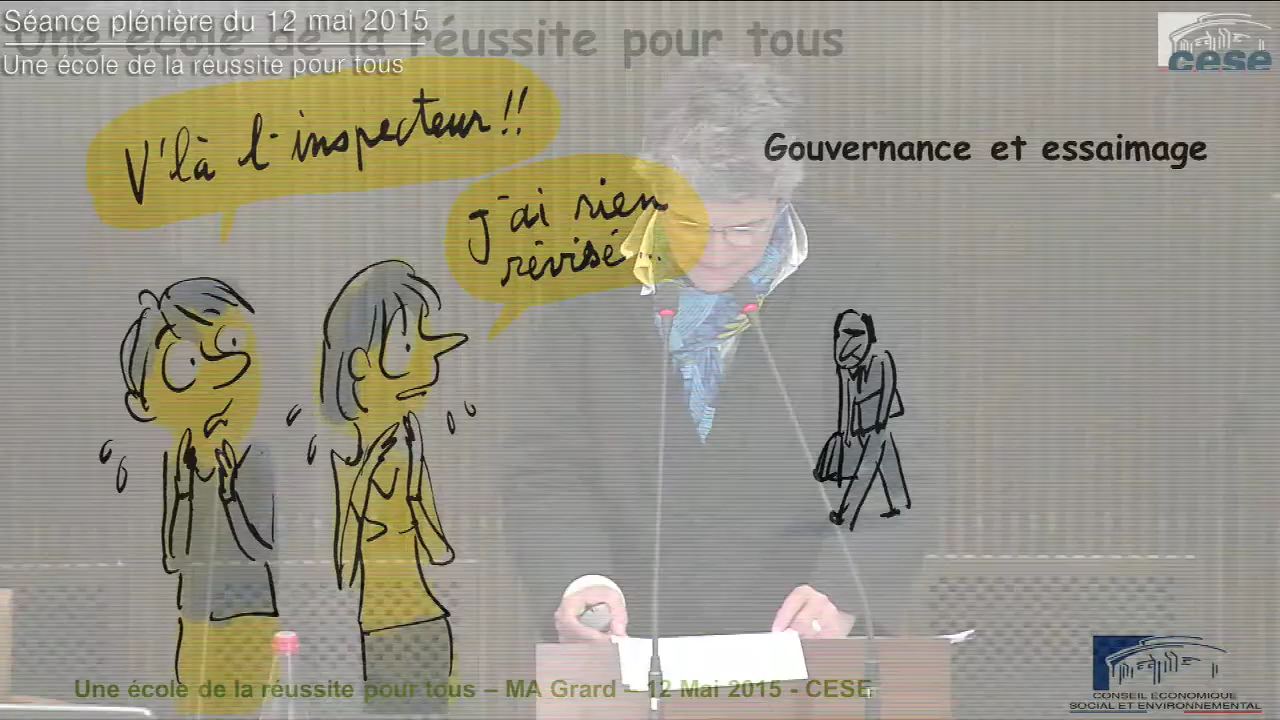 Séance plénière du 12 mai 2015
Une école de la réussite pour tous
Une école de la réussite pour tous
cese
V'là l'inspecteur!!
Gouvernance et essaimage
J'ai rien
révisé...
Une école de la réussite pour tous – MA Grard – 12 Mai 2015 - CESE
CONSEIL ECONOMIQUE
SOCIAL ET ENVIRONNEMENTAL